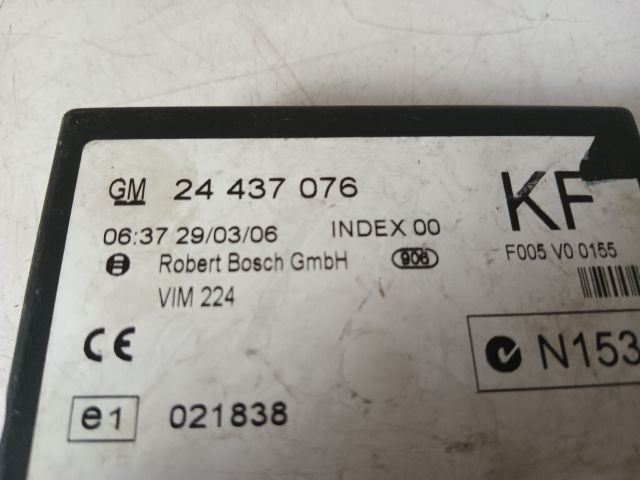 GM 24 437 076
KF
06:37 29/03/06 INDEX 00
F005 V0 0155
Robert Bosch GmbH 906
VIM 224
N153
CE
e1 021838